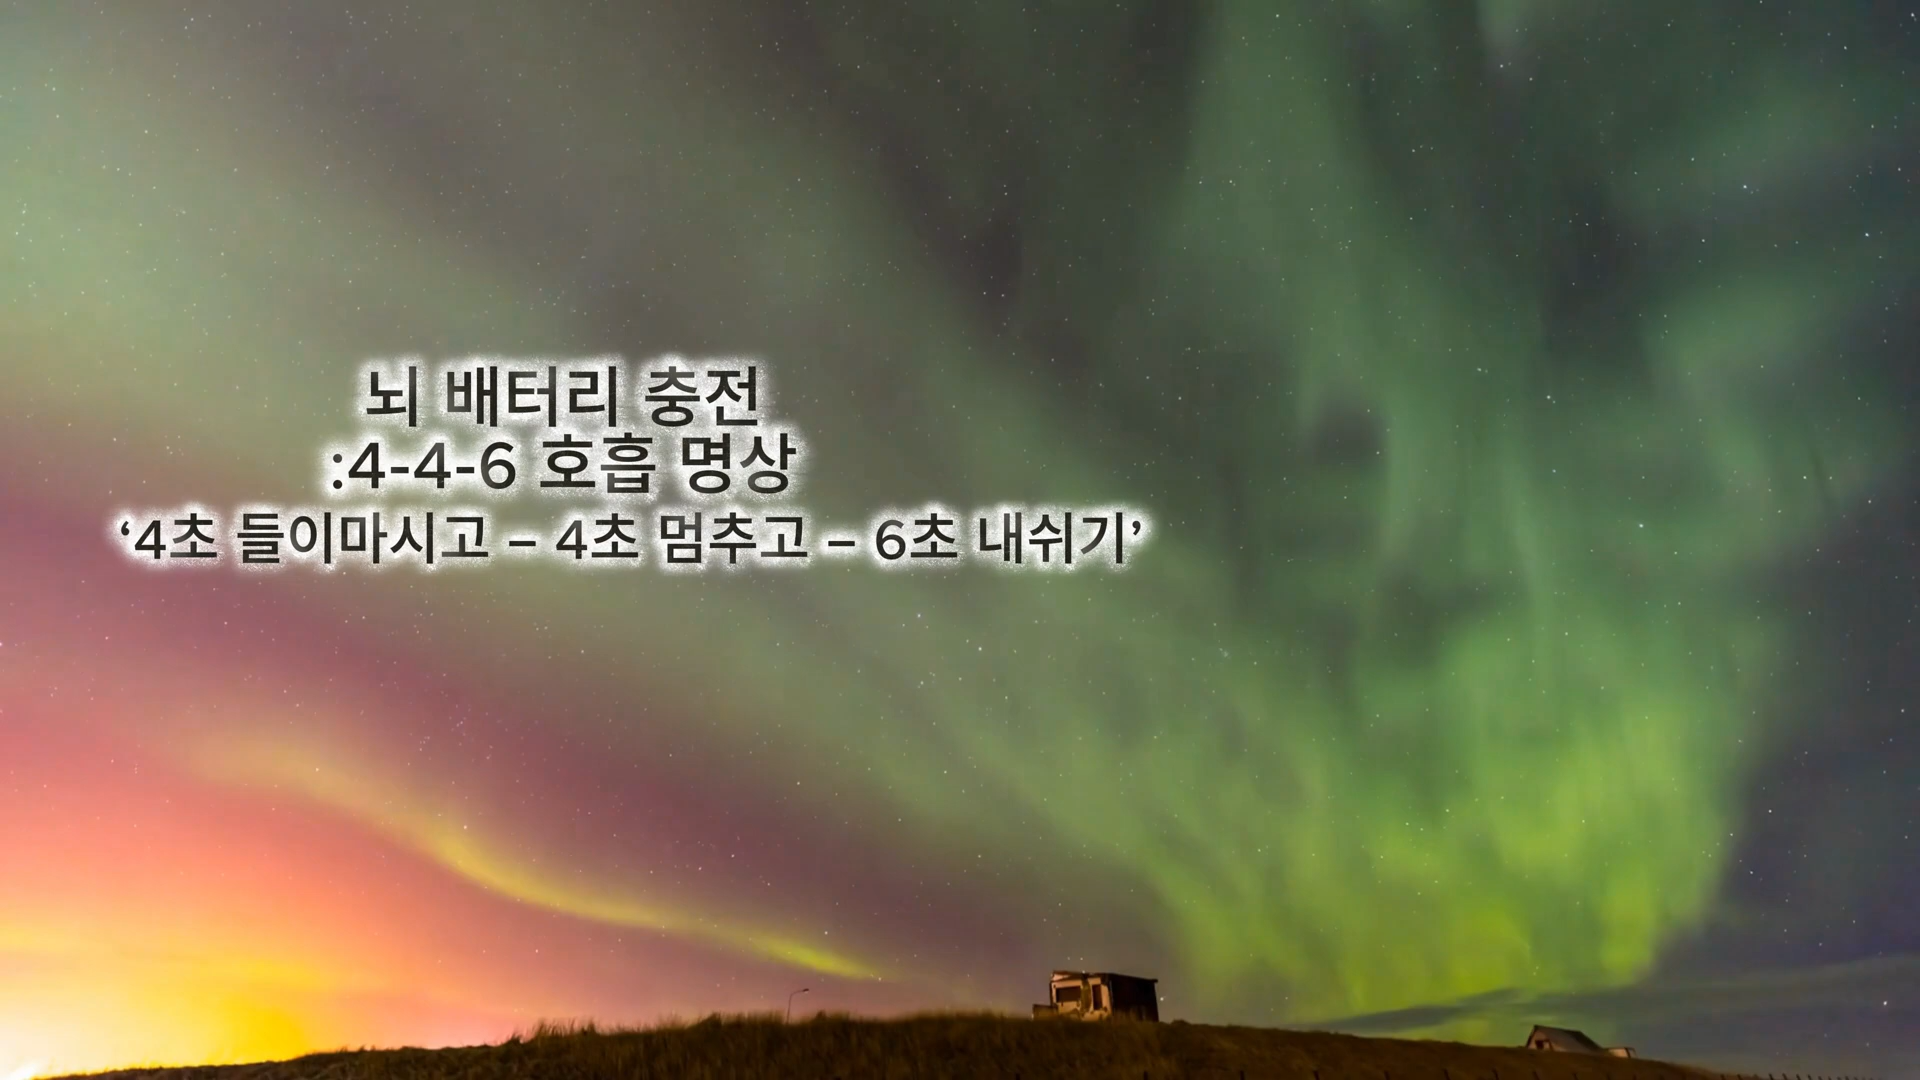 뇌 배터리 충전
:4-4-6 호흡 명상
‘4초 들이마시고 – 4초 멈추고 – 6초 내쉬기’